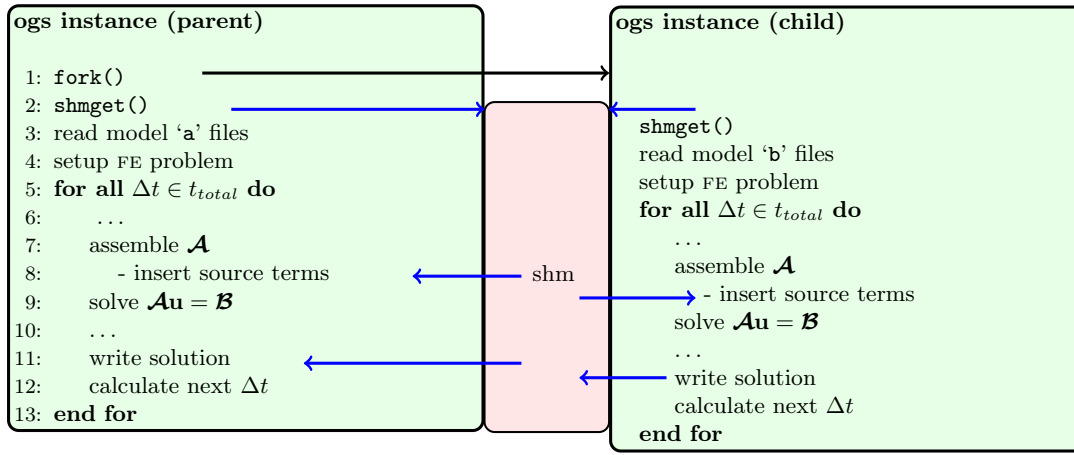 ogs instance (parent)
1: fork()
2: shmget()
3: read model ‘a’ files
4: setup FE problem
5: for all Δt ∈ t_total do
6: ...
7: assemble 𝓐
8: - insert source terms
9: solve 𝓐u = 𝓑
10: ...
11: write solution
12: calculate next Δt
13: end for
shm
ogs instance (child)
shmget()
read model ‘b’ files
setup FE problem
for all Δt ∈ t_total do
...
assemble 𝓐
- insert source terms
solve 𝓐u = 𝓑
...
write solution
calculate next Δt
end for